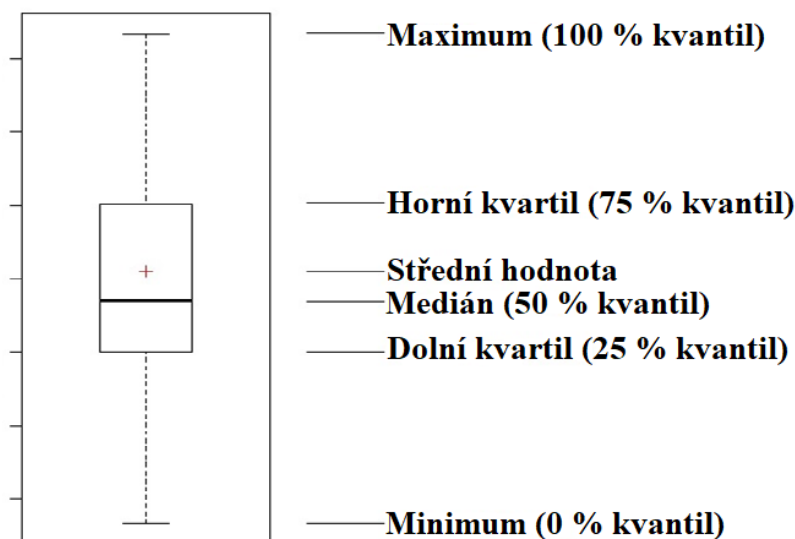 Maximum (100 % kvantil)
Horní kvartil (75 % kvantil)
Střední hodnota
Medián (50 % kvantil)
Dolní kvartil (25 % kvantil)
Minimum (0 % kvantil)